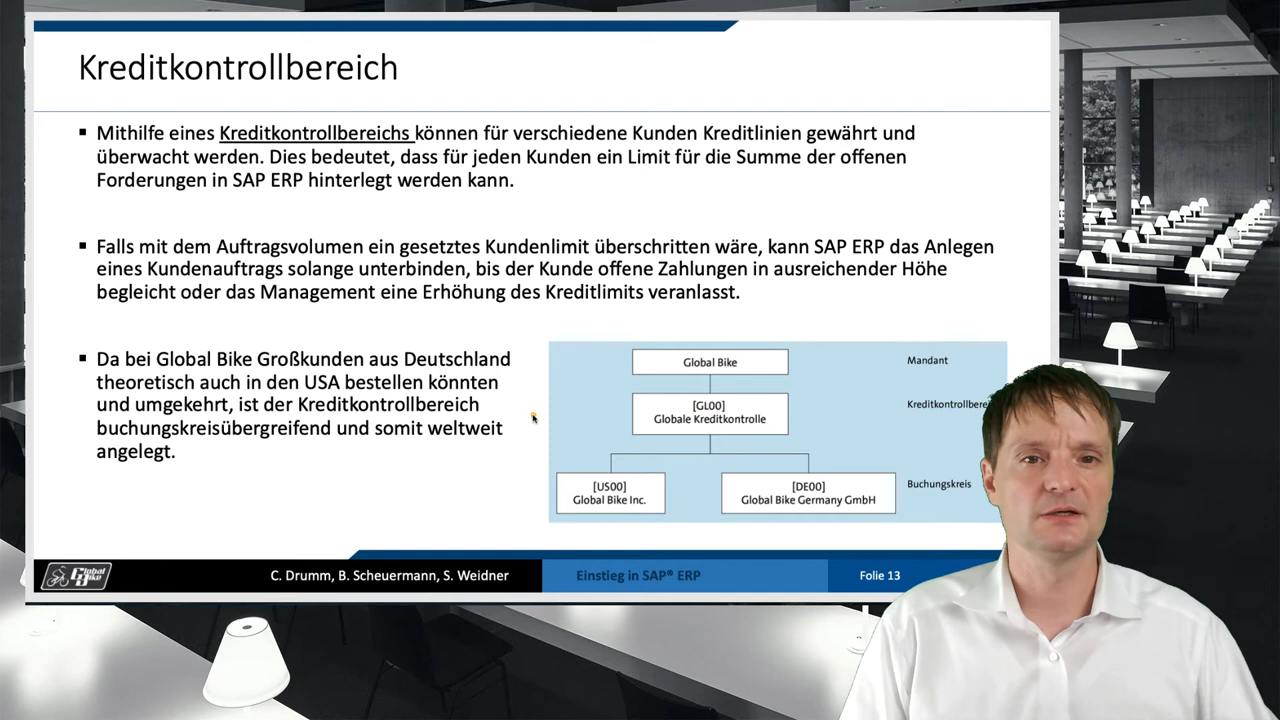 Kreditkontrollbereich
▪ Mithilfe eines Kreditkontrollbereichs können für verschiedene Kunden Kreditlinien gewährt und
überwacht werden. Dies bedeutet, dass für jeden Kunden ein Limit für die Summe der offenen
Forderungen in SAP ERP hinterlegt werden kann.
▪ Falls mit dem Auftragsvolumen ein gesetztes Kundenlimit überschritten wäre, kann SAP ERP das Anlegen
eines Kundenauftrags solange unterbinden, bis der Kunde offene Zahlungen in ausreichender Höhe
begleicht oder das Management eine Erhöhung des Kreditlimits veranlasst.
▪ Da bei Global Bike Großkunden aus Deutschland
theoretisch auch in den USA bestellen könnten
und umgekehrt, ist der Kreditkontrollbereich
buchungskreisübergreifend und somit weltweit
angelegt.
Global Bike
Mandant
[GL00]
Globale Kreditkontrolle
Kreditkontrollberei
[US00]
Global Bike Inc.
[DE00]
Global Bike Germany GmbH
Buchungskreis
Global Bike
C. Drumm, B. Scheuermann, S. Weidner
Einstieg in SAP® ERP
Folie 13